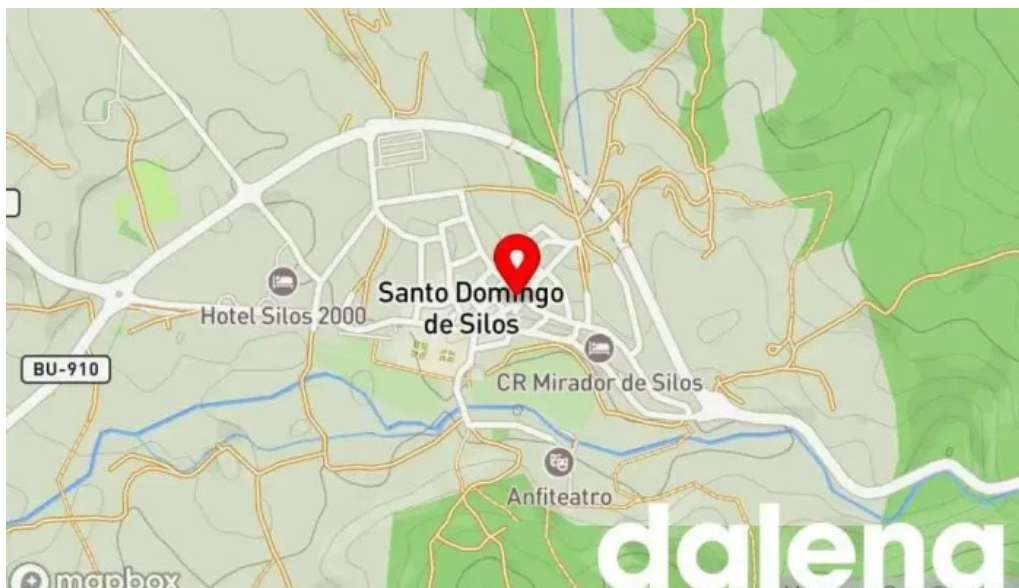 Hotel Silos 2000
Santo Domingo
de Silos
BU-910
CR Mirador de Silos
Anfiteatro
dalena
mapbox